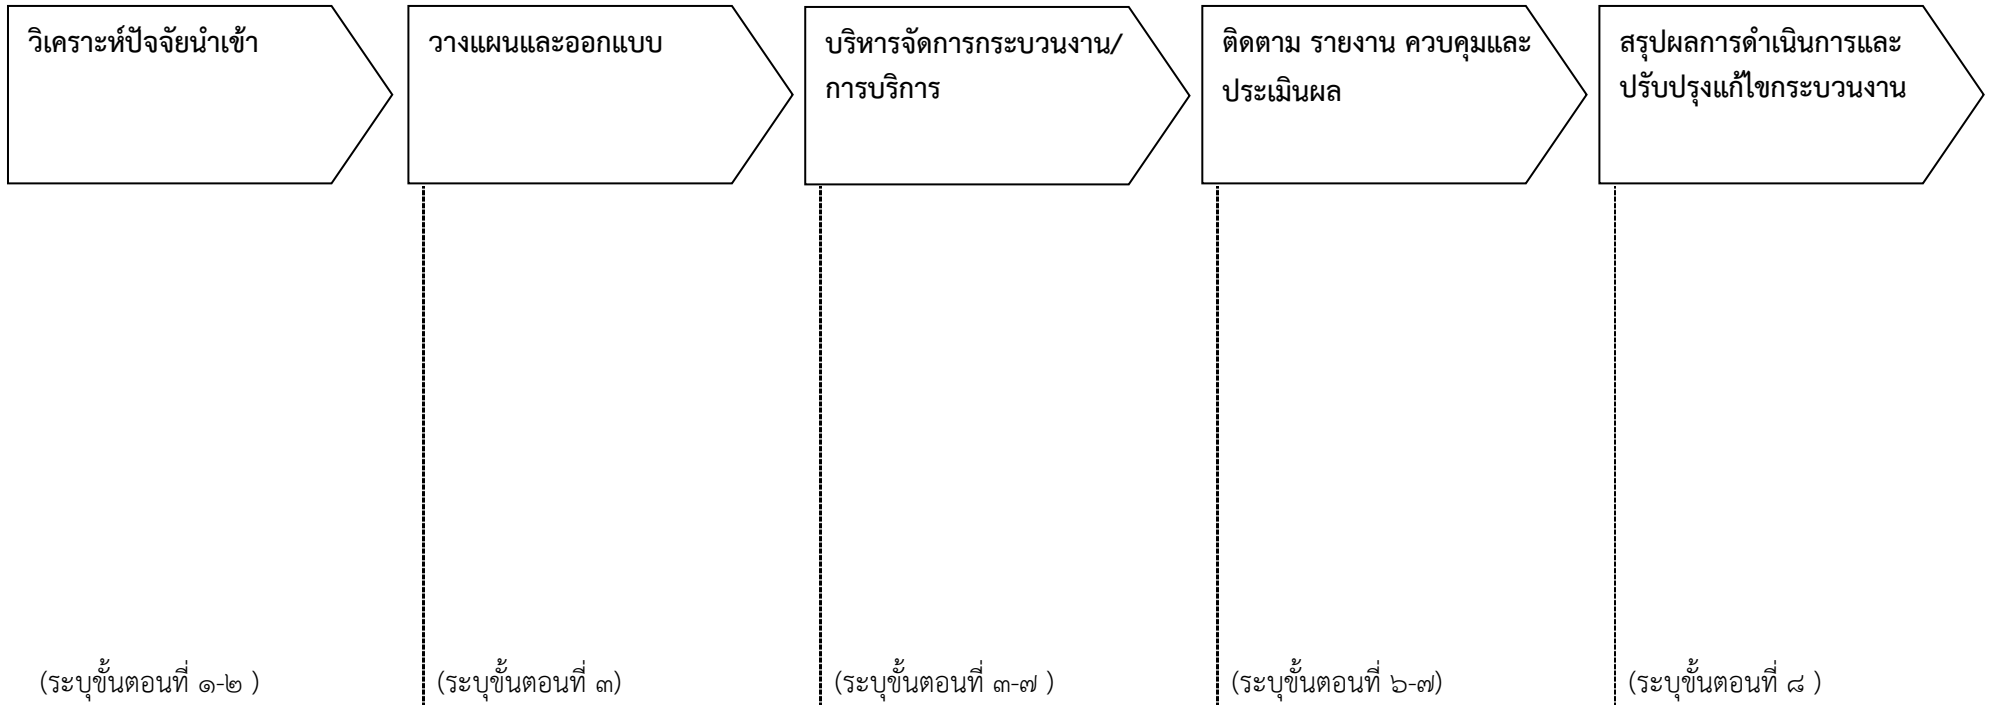 วิเคราะห์ปัจจัยนำเข้า
วางแผนและออกแบบ
บริหารจัดการกระบวนงาน/
การบริการ
ติดตาม รายงาน ควบคุมและ
ประเมินผล
สรุปผลการดำเนินการและ
ปรับปรุงแก้ไขกระบวนงาน
(ระบุขั้นตอนที่ ๑-๒ )
(ระบุขั้นตอนที่ ๓)
(ระบุขั้นตอนที่ ๓-๗ )
(ระบุขั้นตอนที่ ๖-๗)
(ระบุขั้นตอนที่ ๘ )